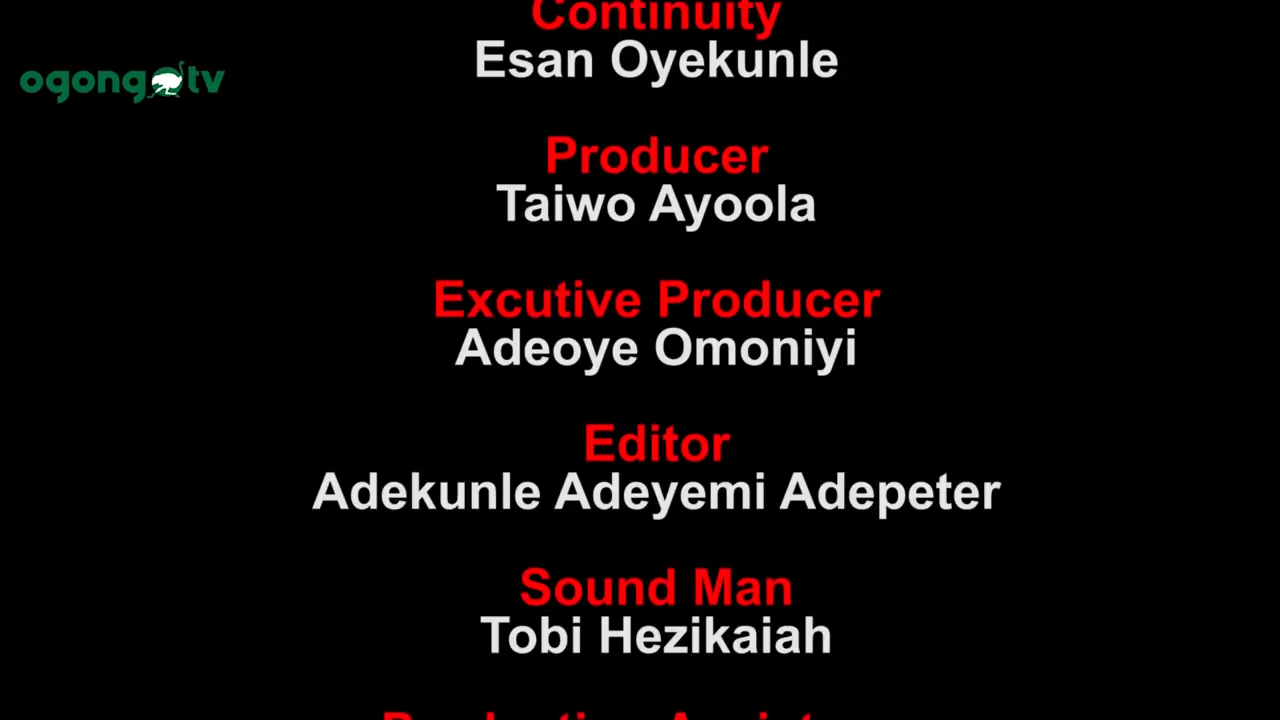 Continuity
Esan Oyekunle
ogongotv
Producer
Taiwo Ayoola
Excutive Producer
Adeoye Omoniyi
Editor
Adekunle Adeyemi Adepeter
Sound Man
Tobi Hezikaiah